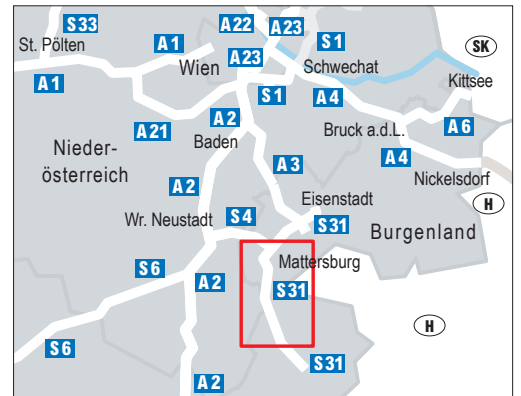 S33
A22
A23
St. Pölten
A1
S1
SK
Wien
A23
Schwechat
Kittsee
A1
S1
A4
A21
A2
Bruck a.d.L.
A6
Baden
Nieder-
österreich
A3
A4
Nickelsdorf
A2
Eisenstadt
H
Wr. Neustadt
S4
S31
Burgenland
S6
Mattersburg
A2
S31
H
S6
S31
A2